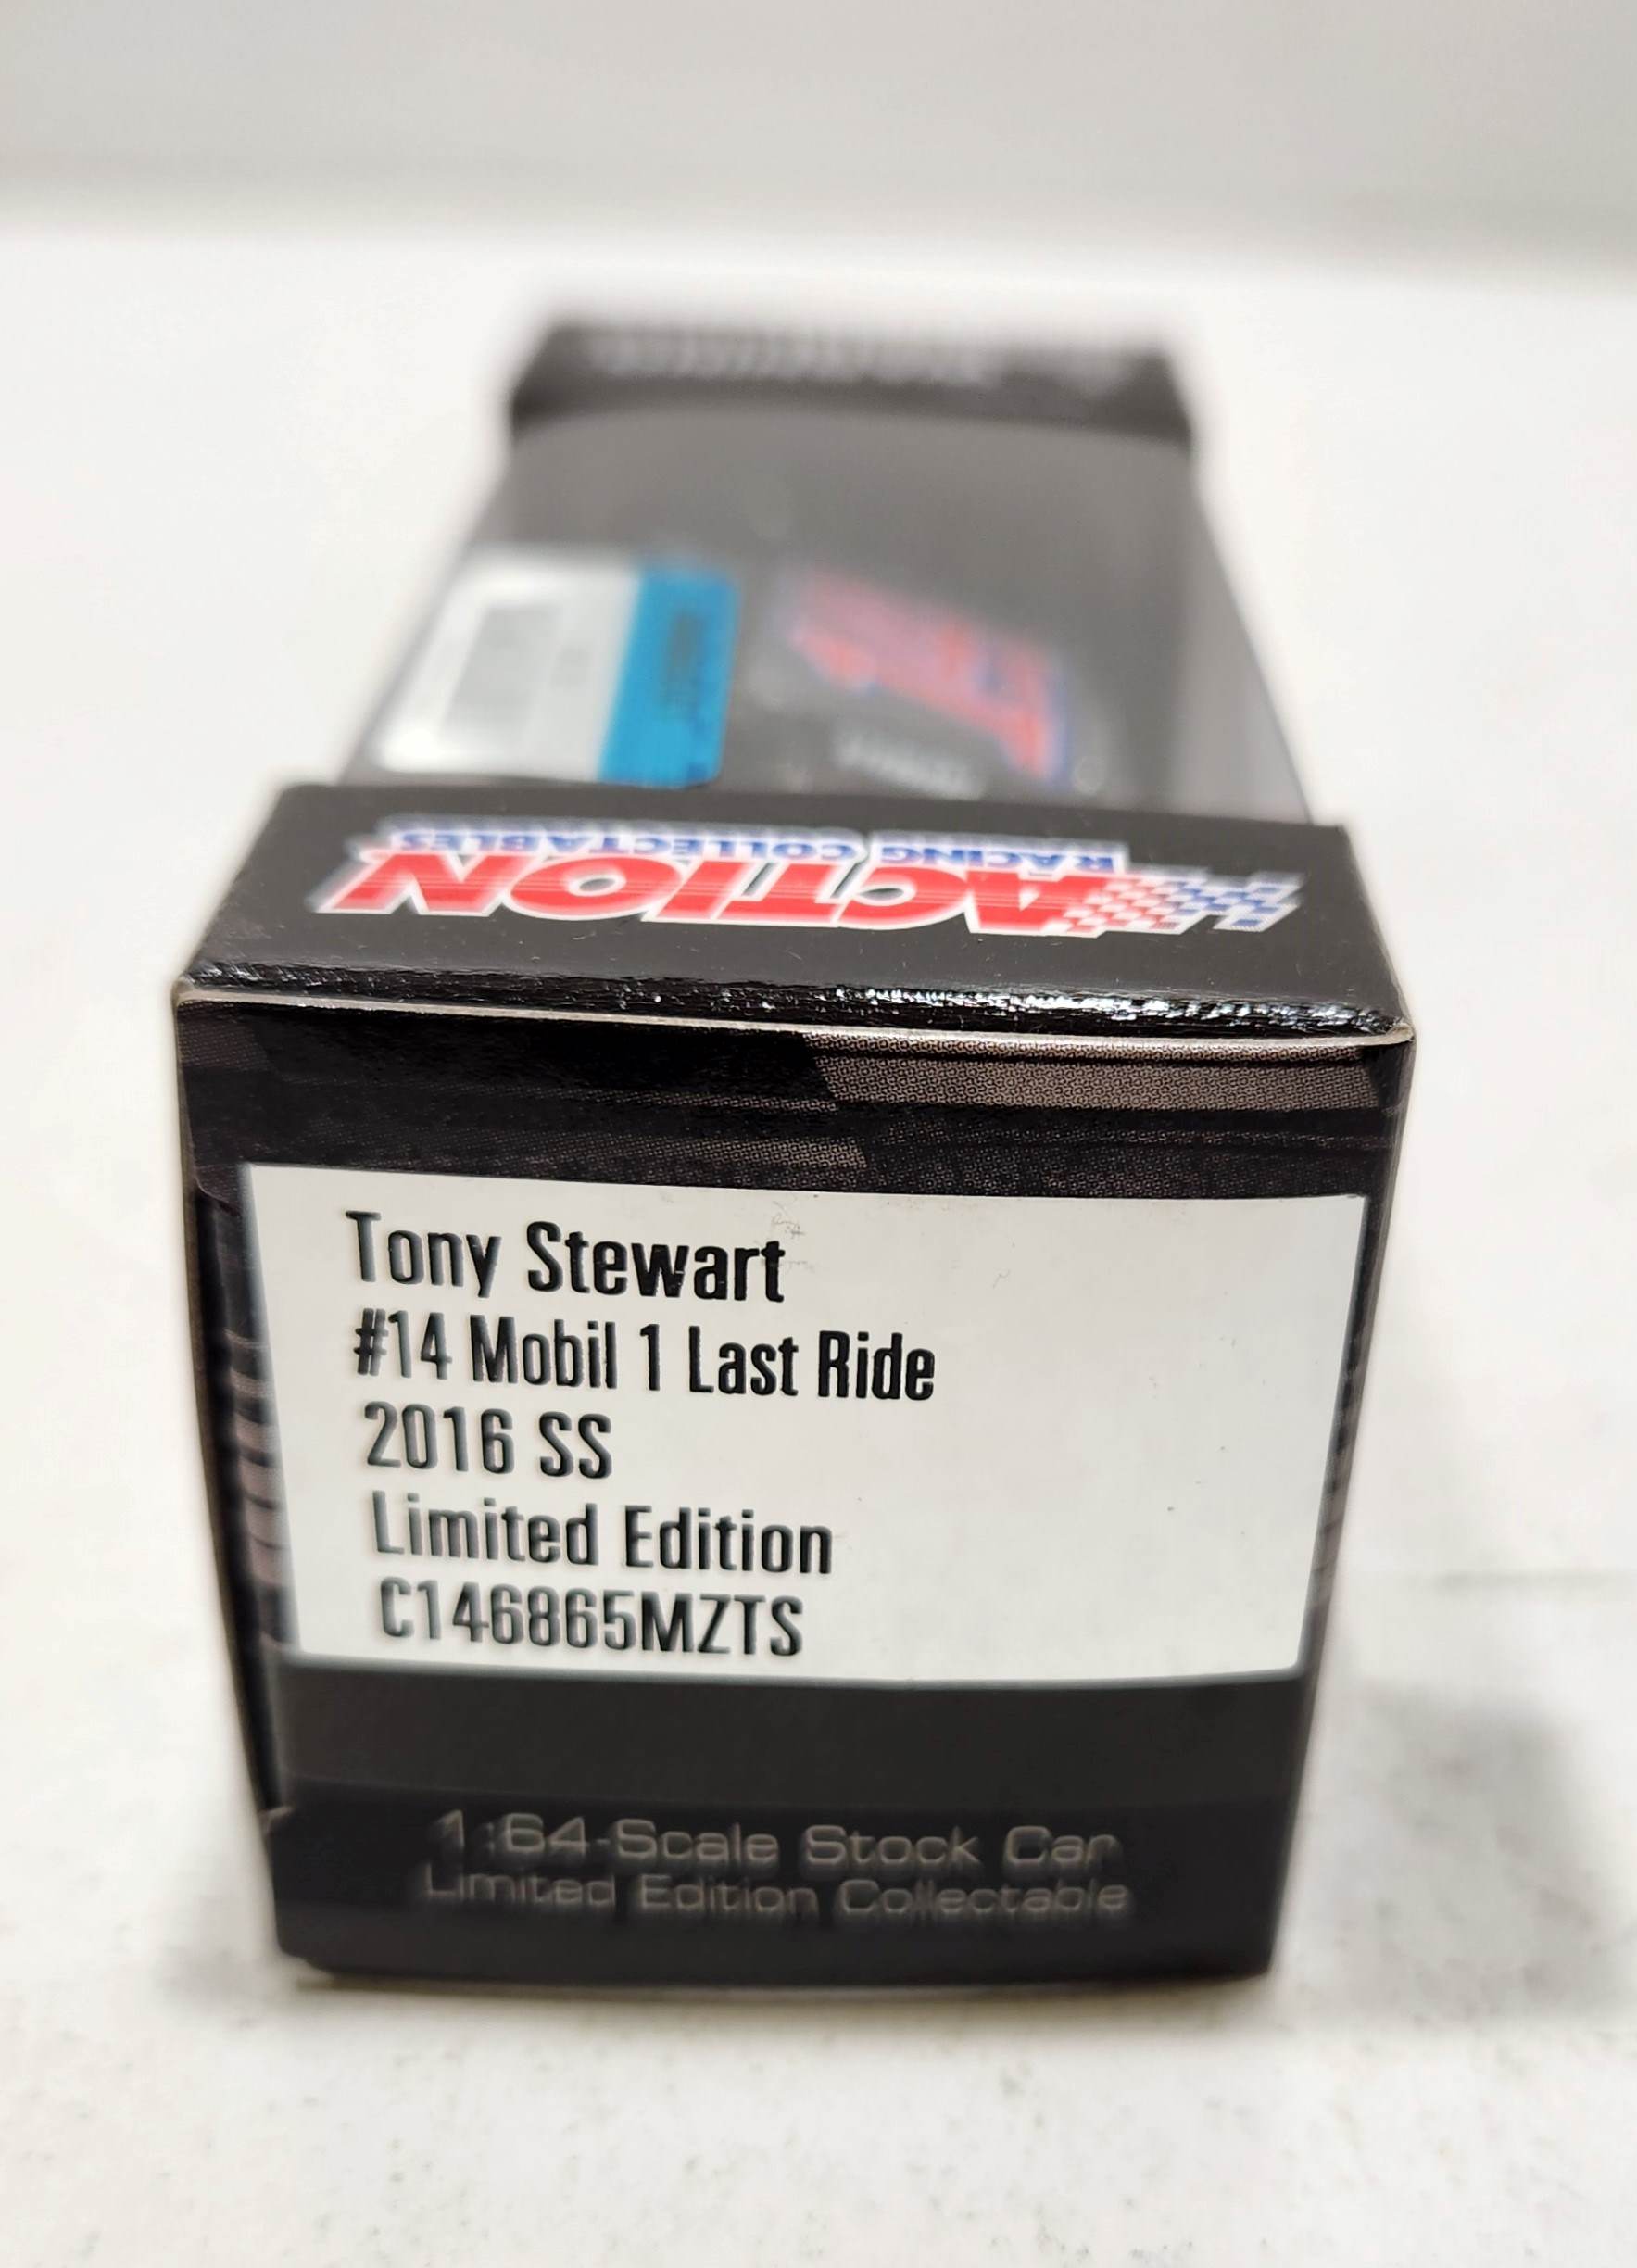 ACTION
RACING COLLECTABLES
Tony Stewart
#14 Mobil 1 Last Ride
2016 SS
Limited Edition
C146865MZTS
1:64-Scale Stock Car
Limited Edition Collectable